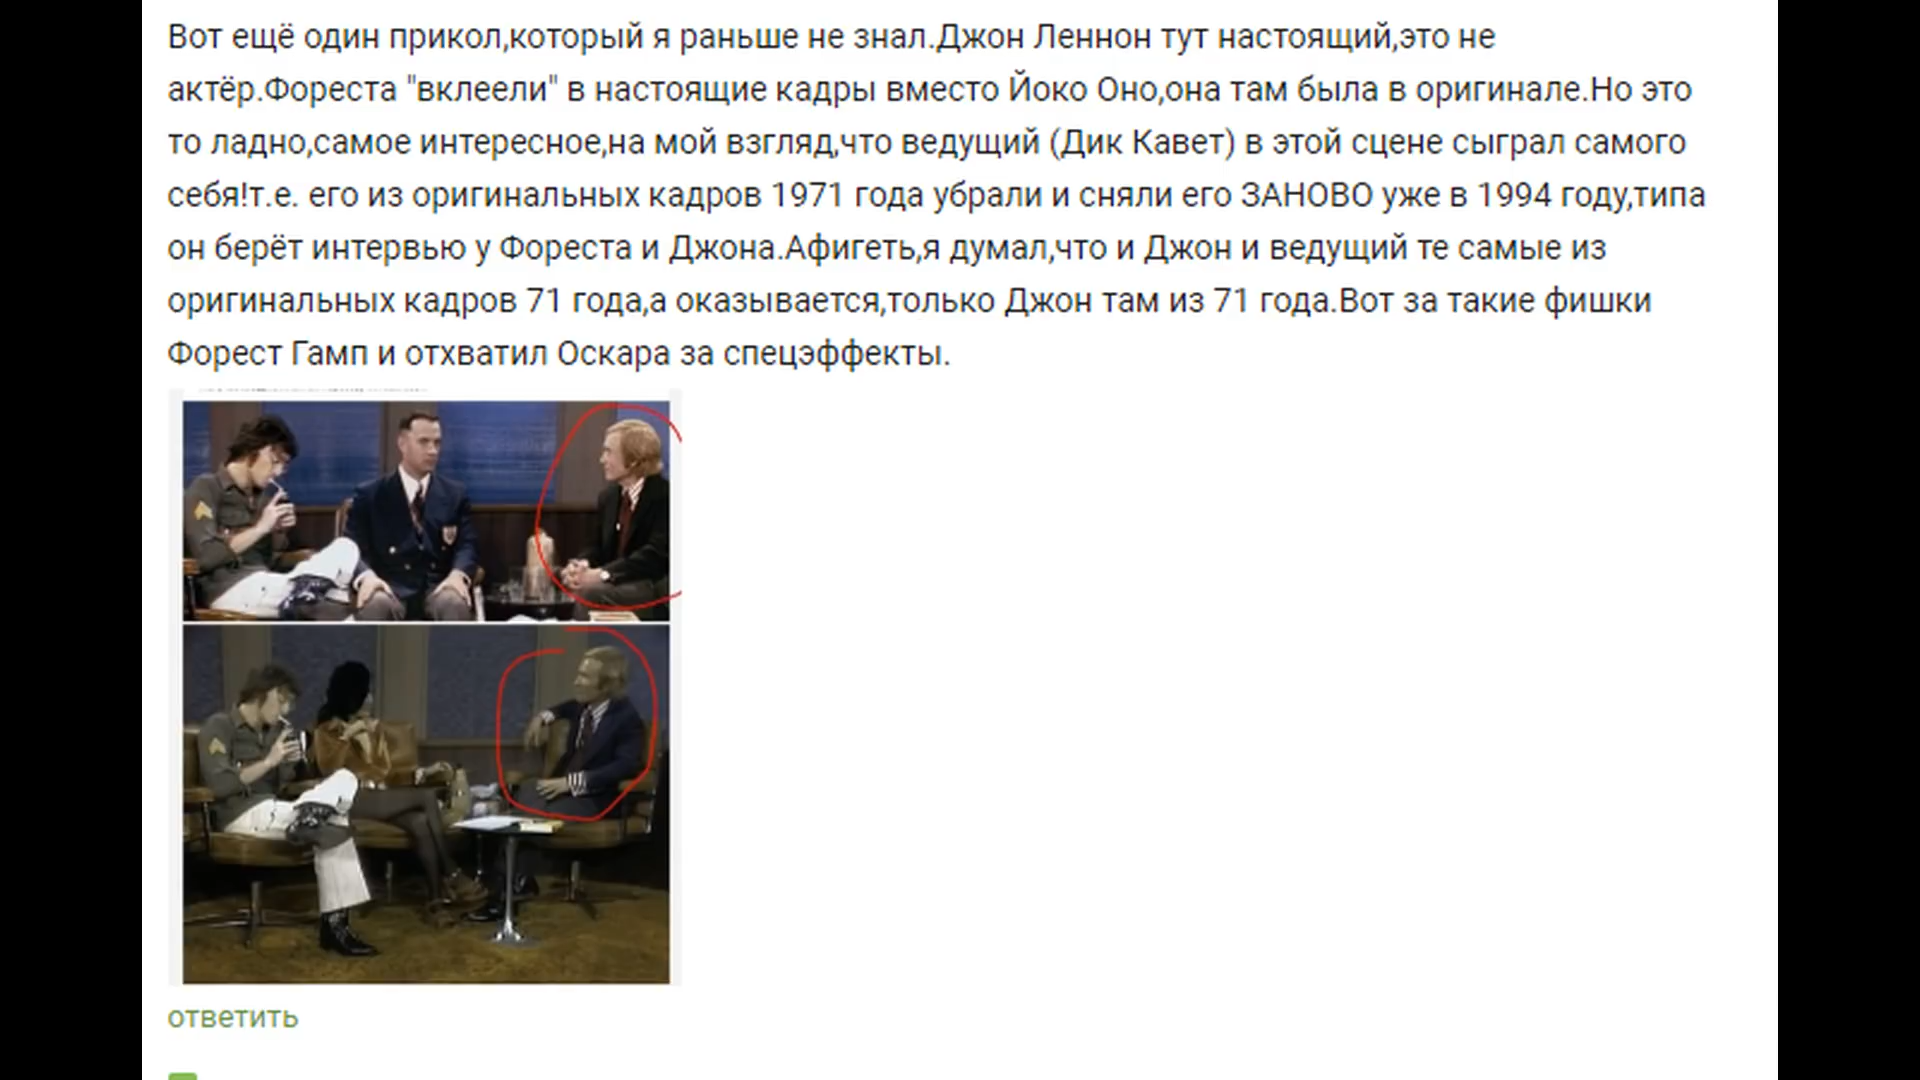 Вот ещё один прикол,который я раньше не знал.Джон Леннон тут настоящий,это не
актёр.Фореста "вклеели" в настоящие кадры вместо Йоко Оно,она там была в оригинале.Но это
то ладно,самое интересное,на мой взгляд,что ведущий (Дик Кавет) в этой сцене сыграл самого
себя!т.е. его из оригинальных кадров 1971 года убрали и сняли его ЗАНОВО уже в 1994 году,типа
он берёт интервью у Фореста и Джона.Афигеть,я думал,что и Джон и ведущий те самые из
оригинальных кадров 71 года,а оказывается,только Джон там из 71 года.Вот за такие фишки
Форест Гамп и отхватил Оскара за спецэффекты.
ответить